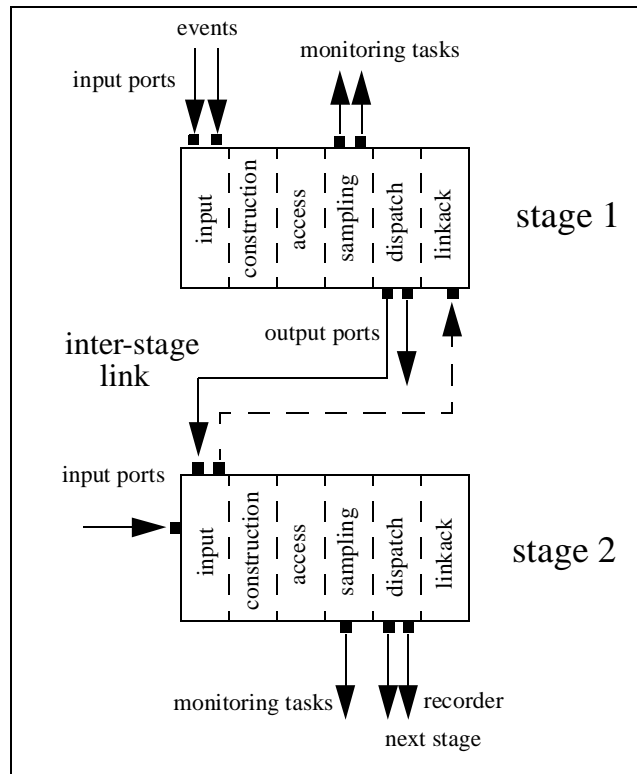 events
monitoring tasks
input ports
input
construction
access
sampling
dispatch
linkack
stage 1
output ports
inter-stage
link
input ports
input
construction
access
sampling
dispatch
linkack
stage 2
monitoring tasks
recorder
next stage